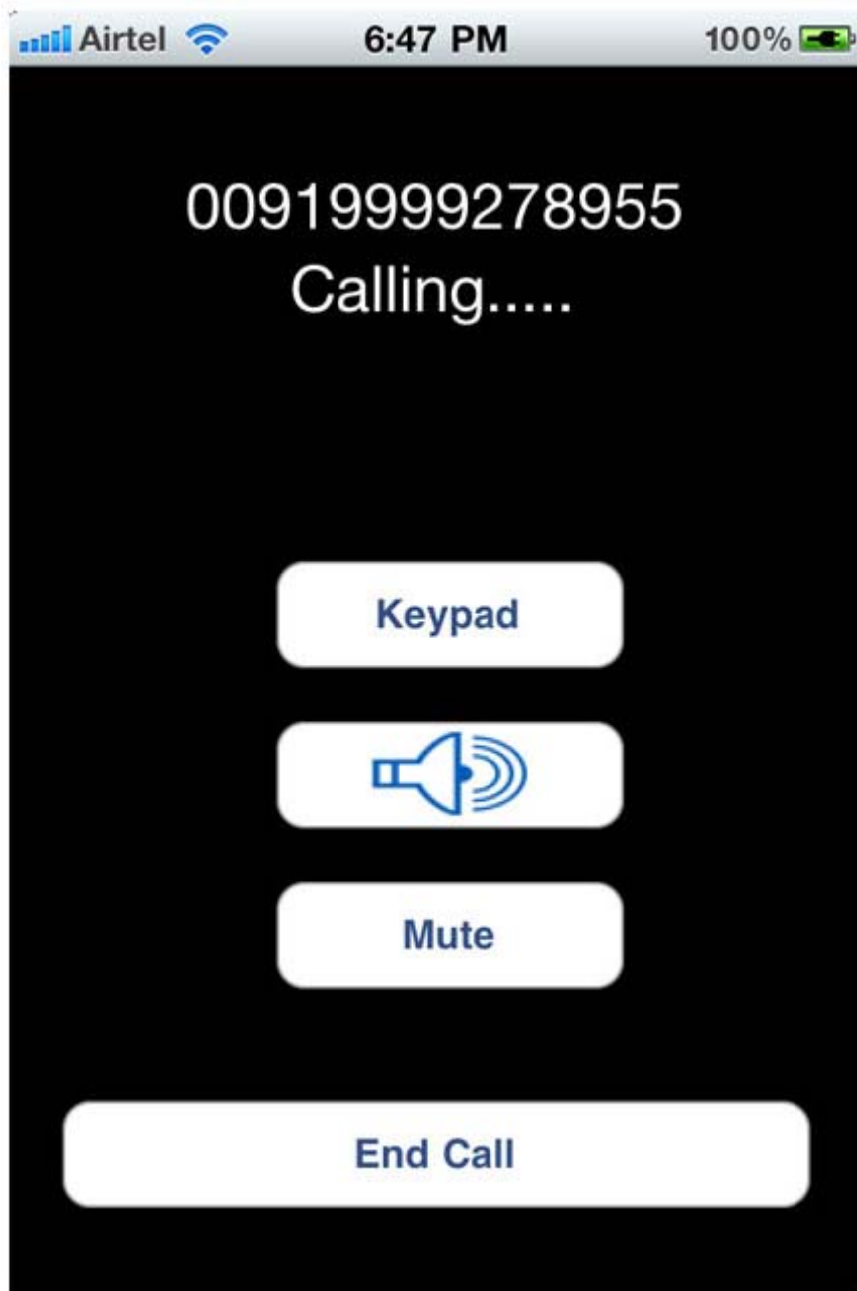 Airtel 6:47 PM 100%
00919999278955
Calling.....
Keypad
Mute
End Call